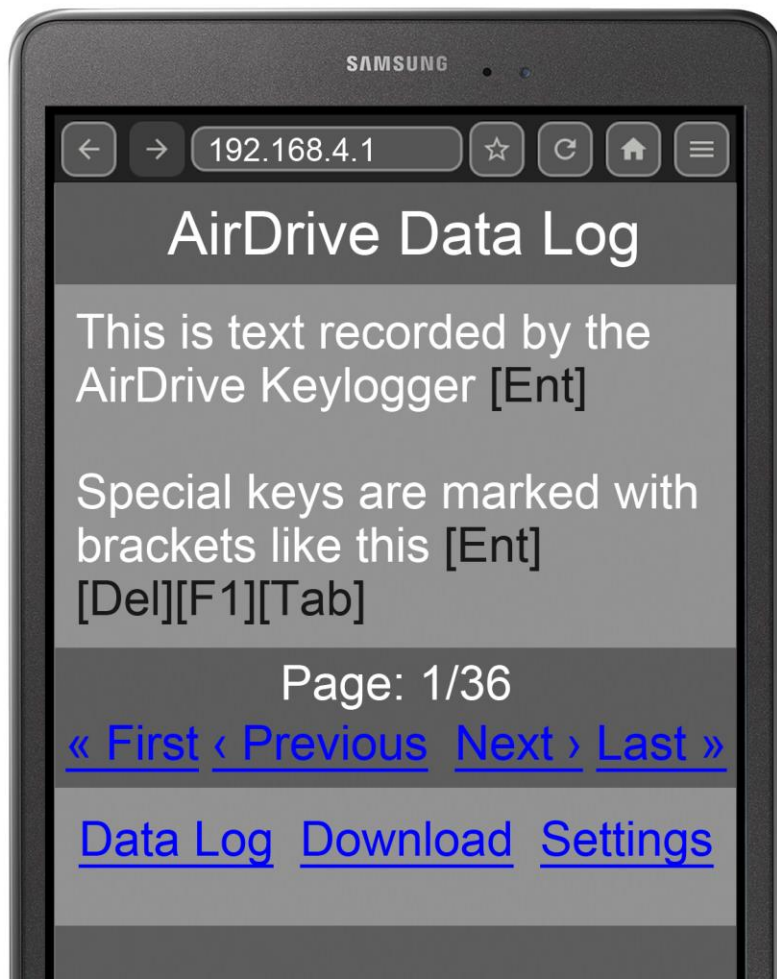 SAMSUNG
192.168.4.1
AirDrive Data Log
This is text recorded by the
AirDrive Keylogger [Ent]
Special keys are marked with
brackets like this [Ent]
[Del][F1][Tab]
Page: 1/36
« First ‹ Previous Next › Last »
Data Log Download Settings